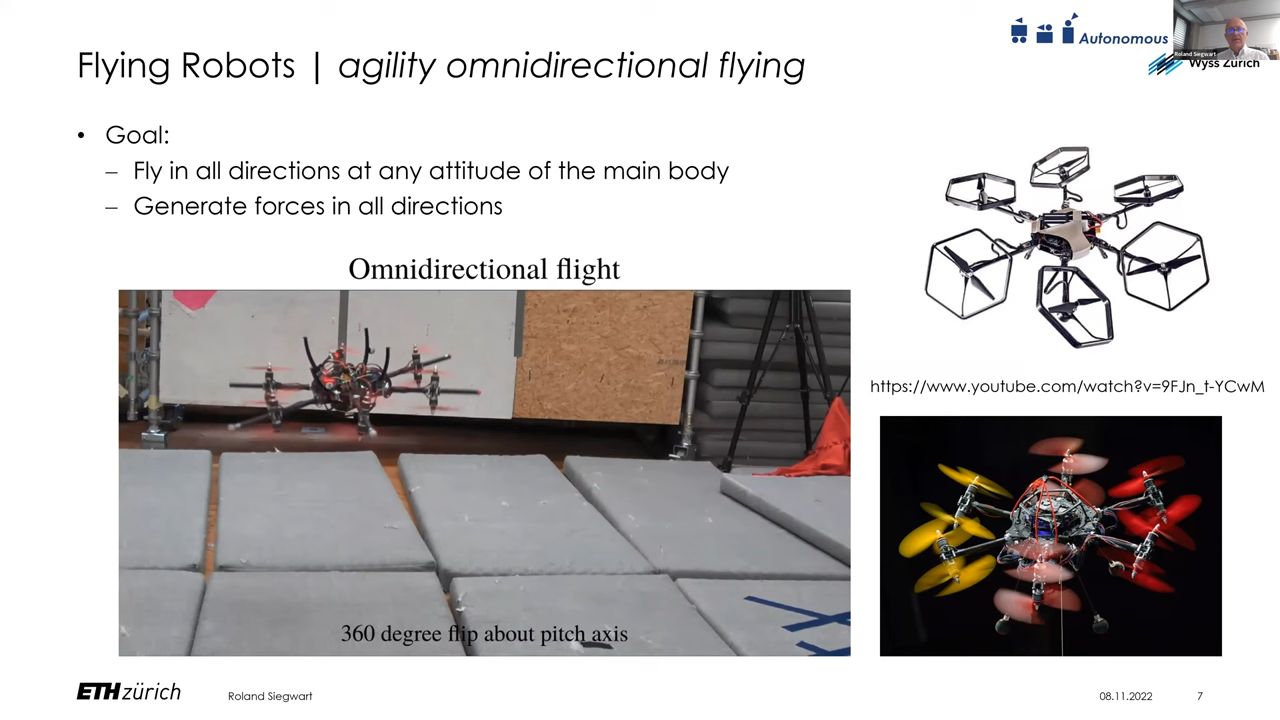 Autonomous
Roland Siegwart
Wyss Zurich
Flying Robots | agility omnidirectional flying
• Goal:
– Fly in all directions at any attitude of the main body
– Generate forces in all directions
Omnidirectional flight
360 degree flip about pitch axis
https://www.youtube.com/watch?v=9FJn_t-YCwM
ETH zürich
Roland Siegwart
08.11.2022
7